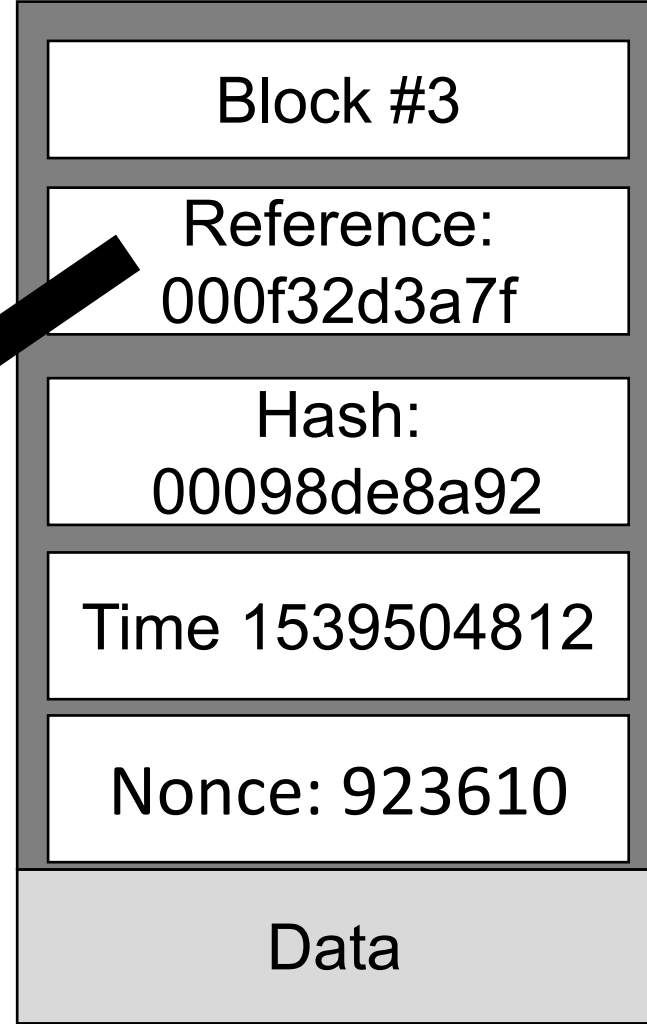 Block #3
Reference:
000f32d3a7f
Hash:
00098de8a92
Time 1539504812
Nonce: 923610
Data